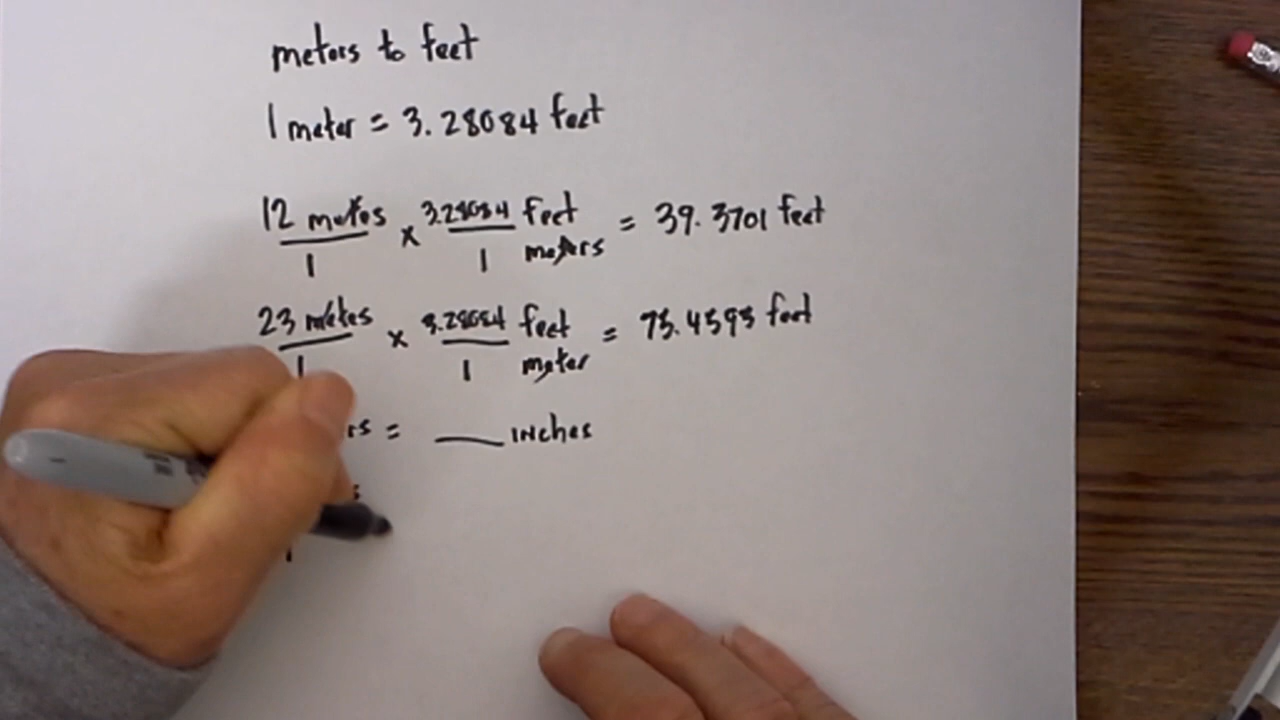 meters to feet
1 meter = 3.28084 feet
12 meters/1 × 3.28084 feet/1 meters = 39.3701 feet
23 meters/1 × 3.28084 feet/1 meter = 75.4593 feet
rs = ___ inches